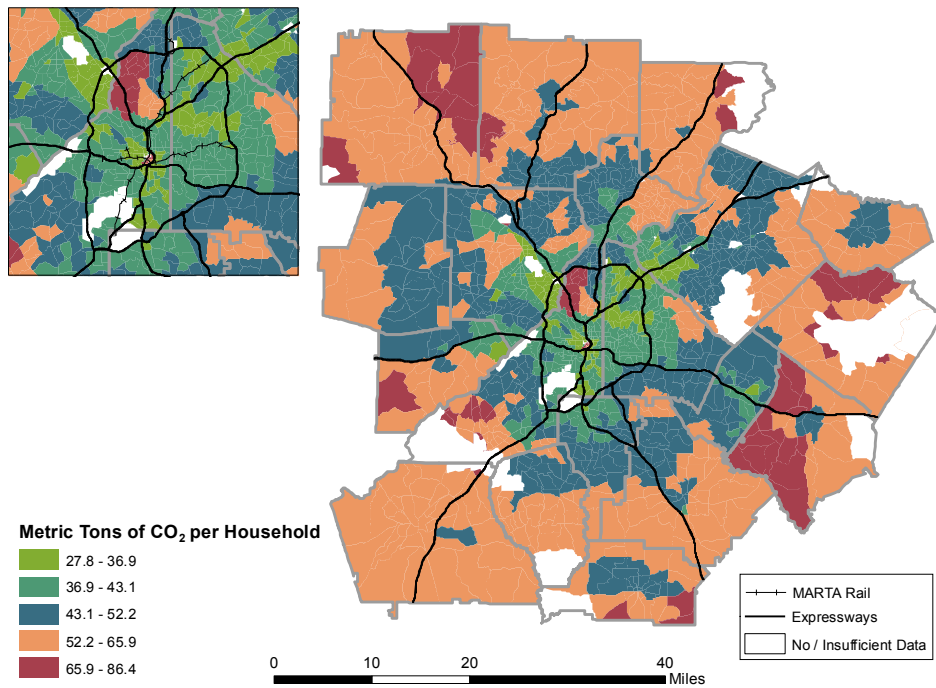 Metric Tons of CO₂ per Household
27.8 - 36.9
36.9 - 43.1
43.1 - 52.2
52.2 - 65.9
65.9 - 86.4
MARTA Rail
Expressways
No / Insufficient Data
0 10 20 40
Miles